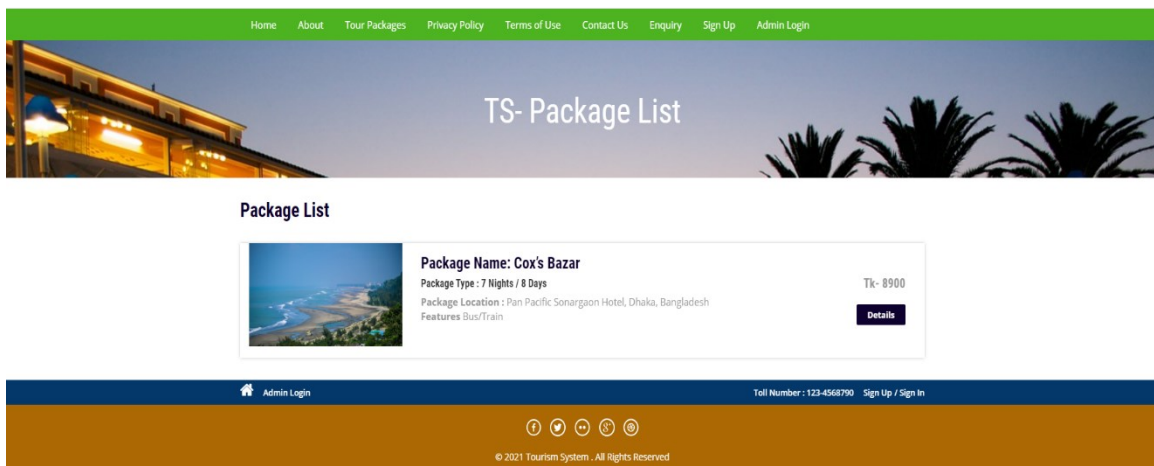 Home About Tour Packages Privacy Policy Terms of Use Contact Us Enquiry Sign Up Admin Login
TS- Package List
Package List
Package Name: Cox's Bazar
Package Type : 7 Nights / 8 Days
Package Location : Pan Pacific Sonargaon Hotel, Dhaka, Bangladesh
Features Bus/Train
Tk- 8900
Details
Admin Login
Toll Number : 123-4568790 Sign Up / Sign In
© 2021 Tourism System . All Rights Reserved